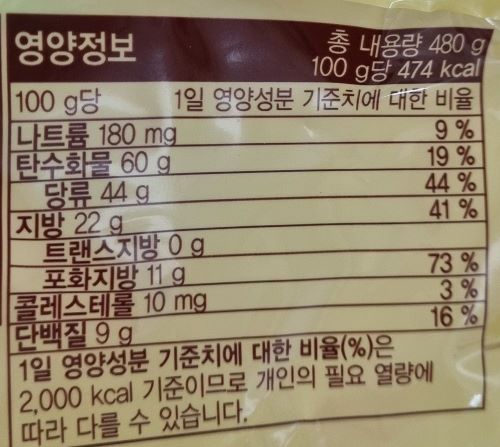 영양정보
총 내용량 480 g
100 g당 474 kcal
100 g당 1일 영양성분 기준치에 대한 비율
나트륨 180 mg 9 %
탄수화물 60 g 19 %
당류 44 g 44 %
지방 22 g 41 %
트랜스지방 0 g
포화지방 11 g 73 %
콜레스테롤 10 mg 3 %
단백질 9 g 16 %
1일 영양성분 기준치에 대한 비율(%)은
2,000 kcal 기준이므로 개인의 필요 열량에
따라 다를 수 있습니다.